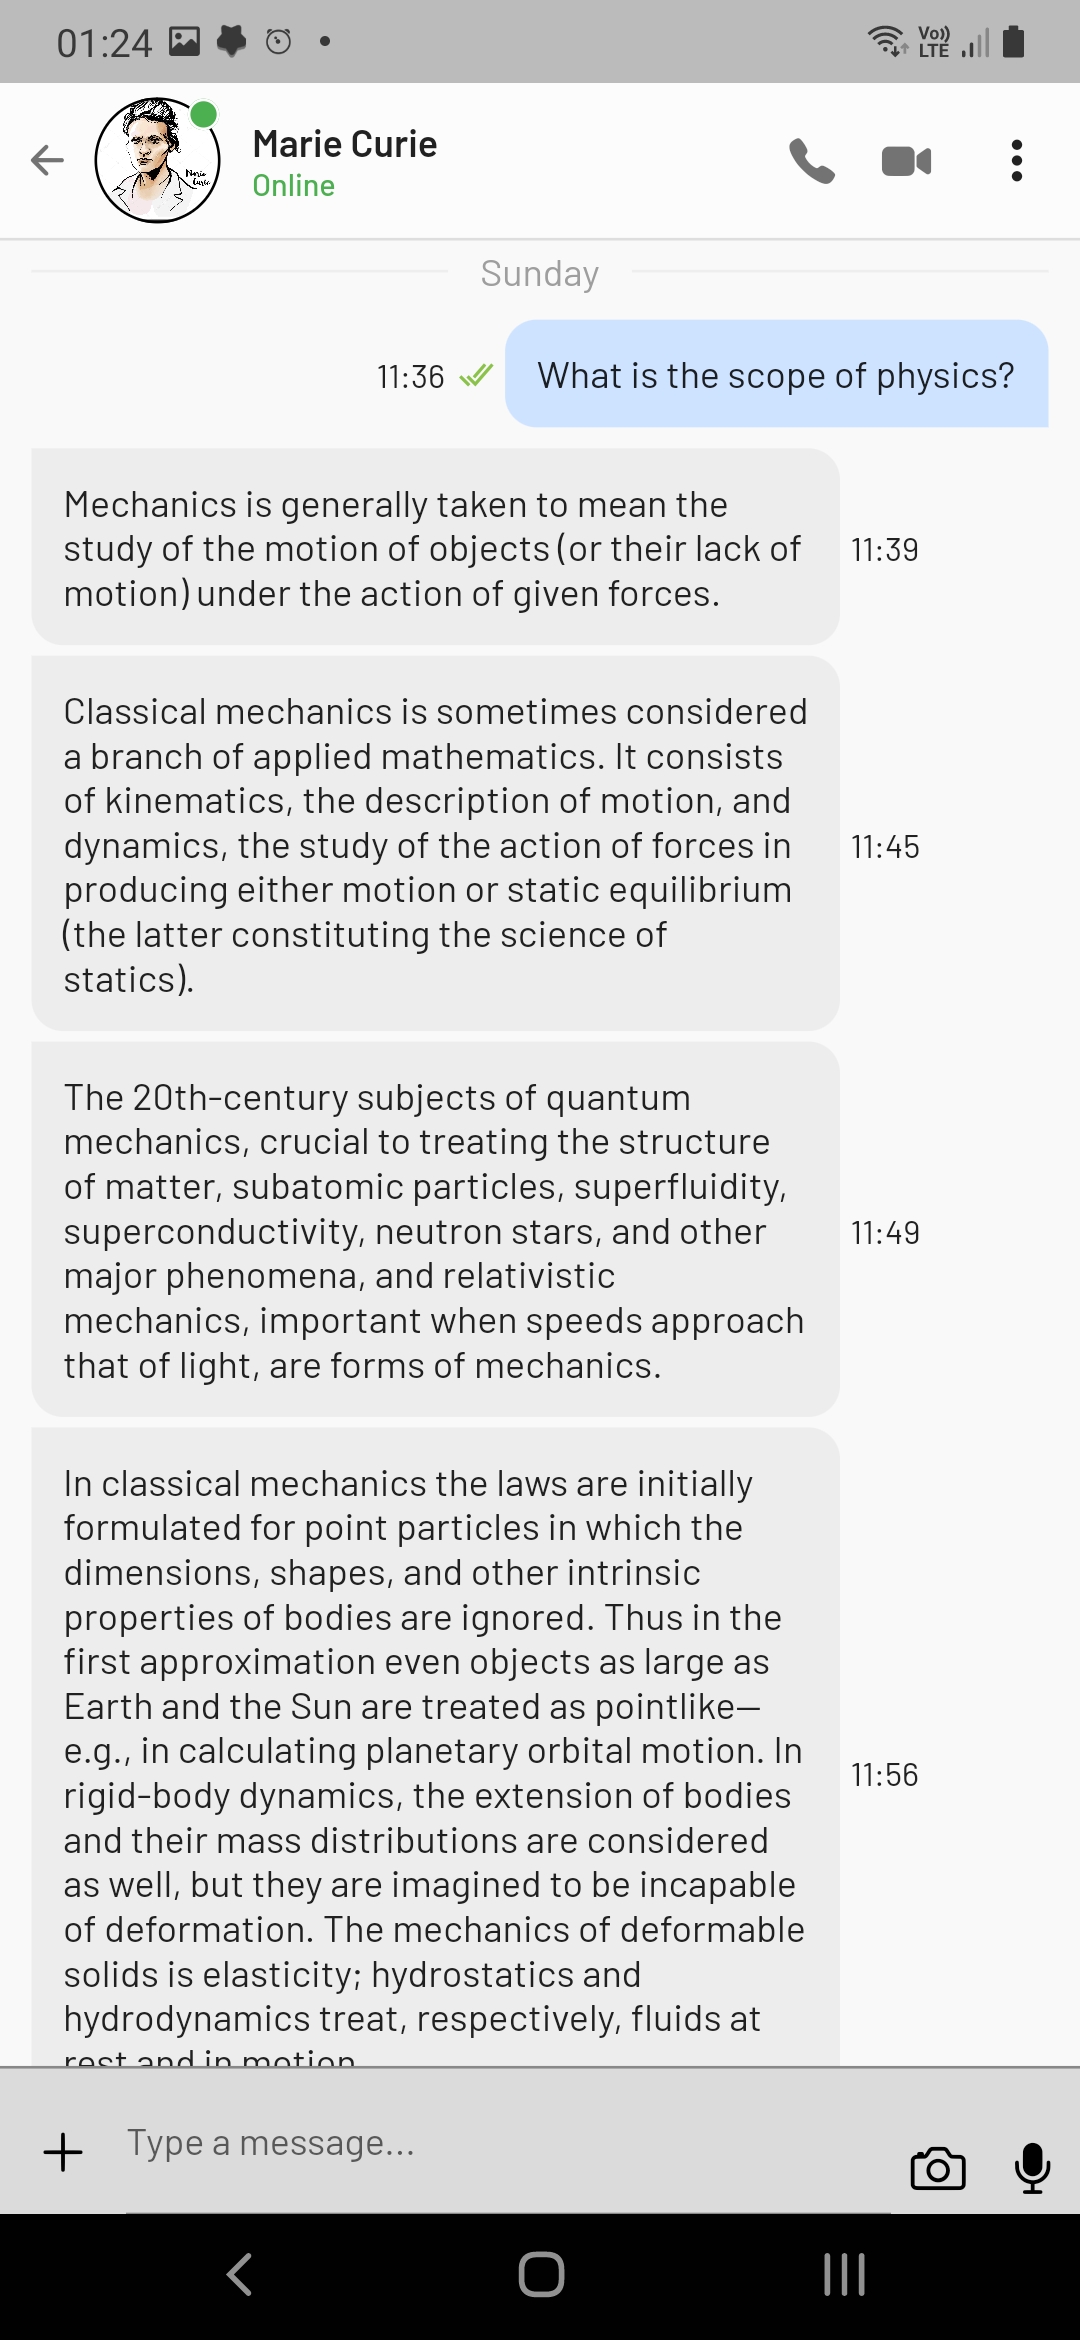 01:24
Vo))
LTE
Marie Curie
Online
Sunday
11:36
What is the scope of physics?
Mechanics is generally taken to mean the
study of the motion of objects (or their lack of
motion) under the action of given forces.
11:39
Classical mechanics is sometimes considered
a branch of applied mathematics. It consists
of kinematics, the description of motion, and
dynamics, the study of the action of forces in
producing either motion or static equilibrium
(the latter constituting the science of
statics).
11:45
The 20th-century subjects of quantum
mechanics, crucial to treating the structure
of matter, subatomic particles, superfluidity,
superconductivity, neutron stars, and other
major phenomena, and relativistic
mechanics, important when speeds approach
that of light, are forms of mechanics.
11:49
In classical mechanics the laws are initially
formulated for point particles in which the
dimensions, shapes, and other intrinsic
properties of bodies are ignored. Thus in the
first approximation even objects as large as
Earth and the Sun are treated as pointlike—
e.g., in calculating planetary orbital motion. In
rigid-body dynamics, the extension of bodies
and their mass distributions are considered
as well, but they are imagined to be incapable
of deformation. The mechanics of deformable
solids is elasticity; hydrostatics and
hydrodynamics treat, respectively, fluids at
rest and in motion
11:56
Type a message...